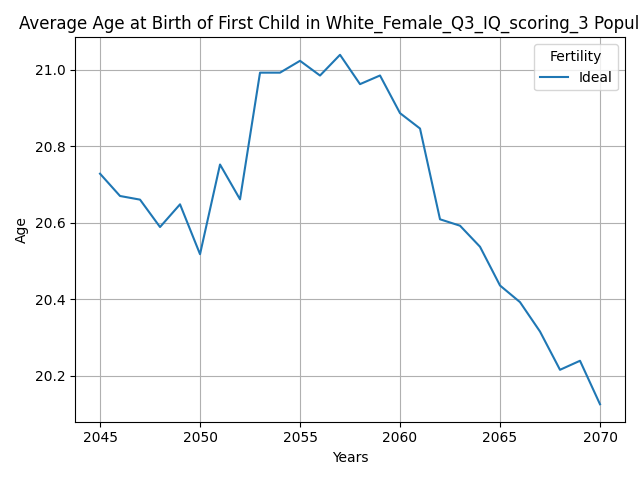 Average Age at Birth of First Child in White_Female_Q3_IQ_scoring_3 Popul
Fertility
Ideal
21.0
20.8
20.6
20.4
20.2
Age
2045 2050 2055 2060 2065 2070
Years